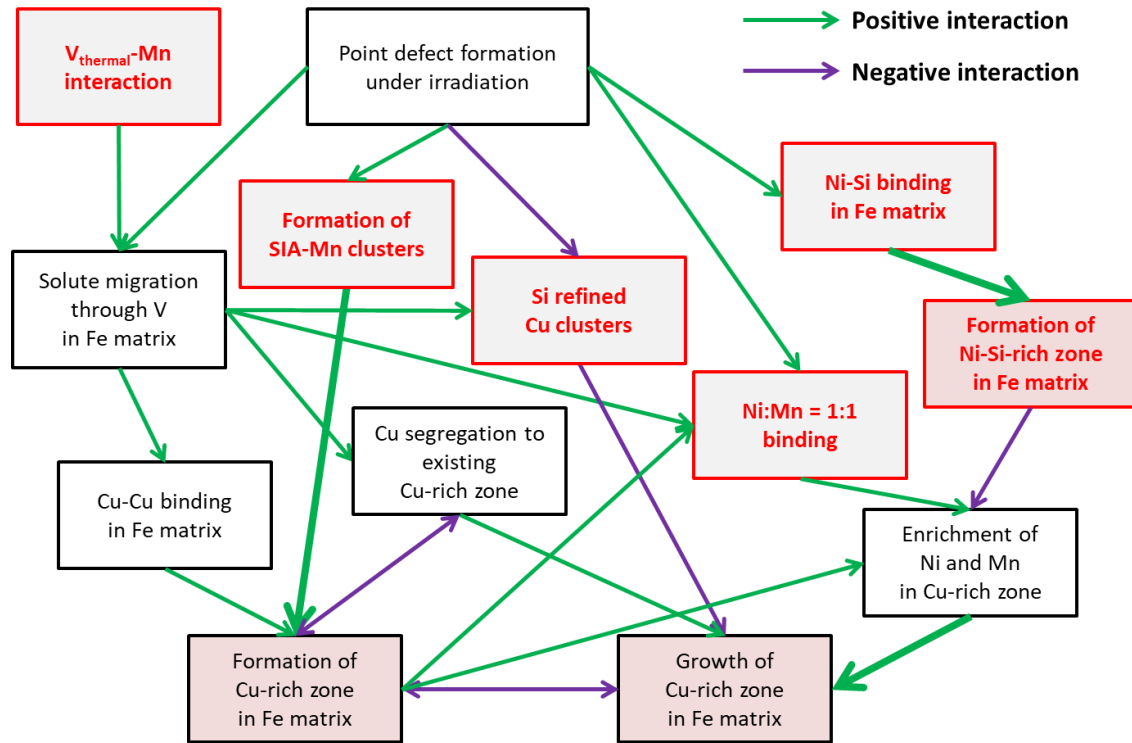 V_thermal-Mn
interaction
Point defect formation
under irradiation
Positive interaction
Negative interaction
Ni-Si binding
in Fe matrix
Formation of
SIA-Mn clusters
Solute migration
through V
in Fe matrix
Si refined
Cu clusters
Formation of
Ni-Si-rich zone
in Fe matrix
Ni:Mn = 1:1
binding
Cu segregation to
existing
Cu-rich zone
Cu-Cu binding
in Fe matrix
Enrichment of
Ni and Mn
in Cu-rich zone
Formation of
Cu-rich zone
in Fe matrix
Growth of
Cu-rich zone
in Fe matrix